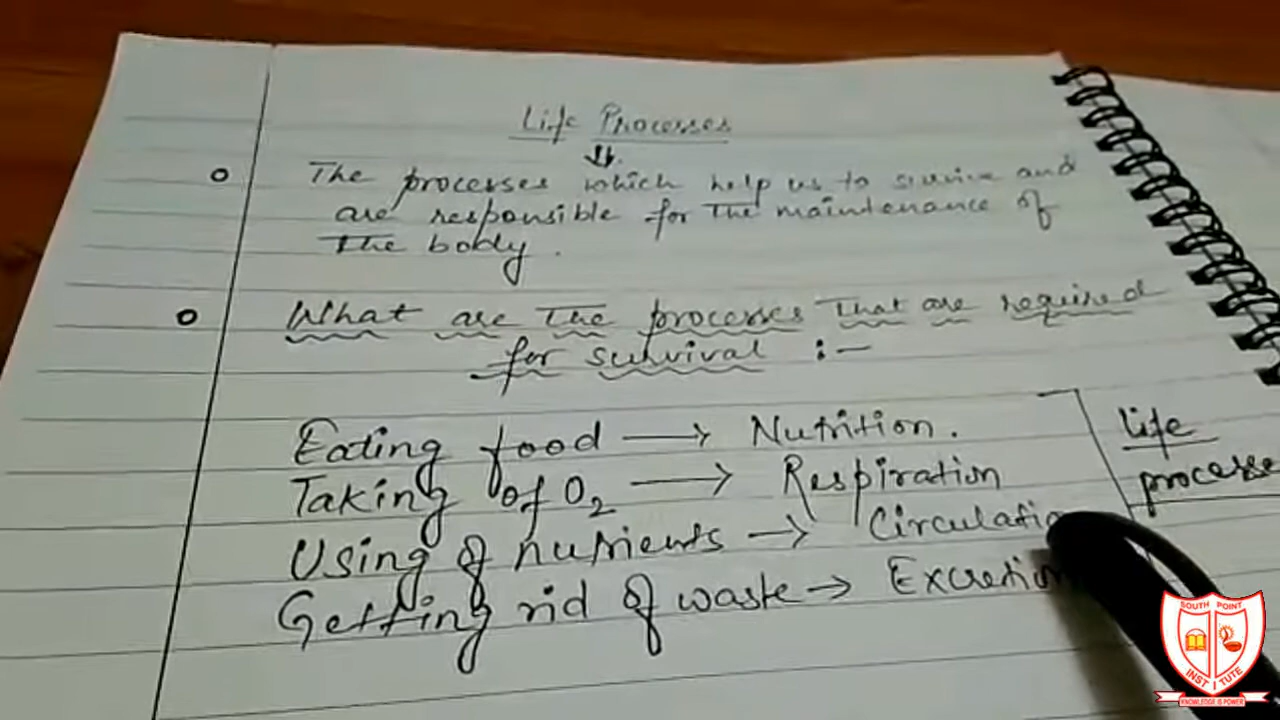 Life Processes
The processes which help us to survive and
are responsible for the maintenance of
the body.
What are the processes that are required
for survival :-
Eating food → Nutrition.
Taking of O₂ → Respiration
Using of nutrients → Circulatio
Getting rid of waste → Excretion
life
processe
SOUTH POINT
INSTITUTE
KNOWLEDGE IS POWER